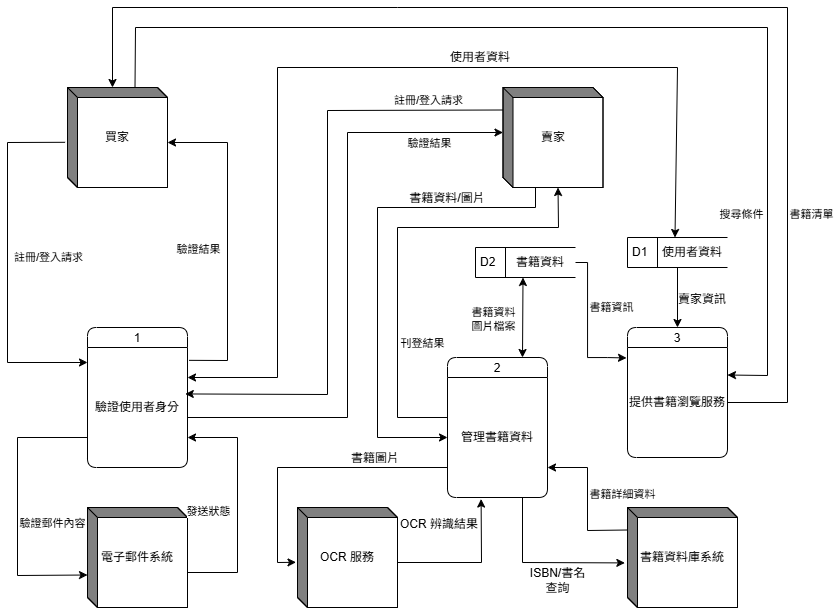 使用者資料
註冊/登入請求
買家
賣家
驗證結果
書籍資料/圖片
搜尋條件
書籍清單
註冊/登入請求
驗證結果
D2
書籍資料
D1
使用者資料
賣家資訊
書籍資料
圖片檔案
書籍資訊
刊登結果
1
2
3
驗證使用者身分
管理書籍資料
提供書籍瀏覽服務
書籍圖片
書籍詳細資料
驗證郵件內容
發送狀態
OCR 辨識結果
電子郵件系統
OCR 服務
書籍資料庫系統
ISBN/書名
查詢